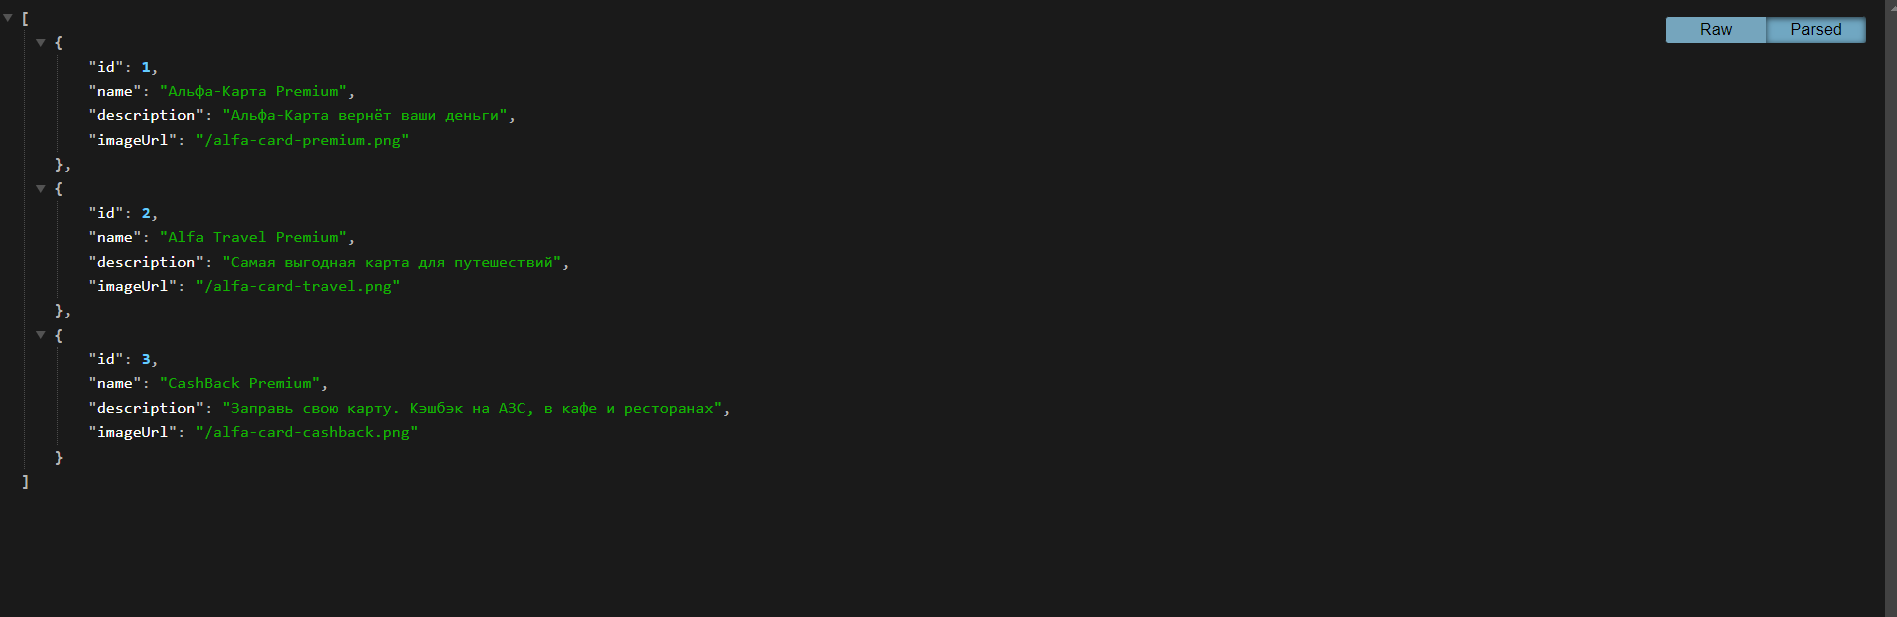 [
Raw Parsed
{
"id": 1,
"name": "Альфа-Карта Premium",
"description": "Альфа-Карта вернёт ваши деньги",
"imageUrl": "/alfa-card-premium.png"
},
{
"id": 2,
"name": "Alfa Travel Premium",
"description": "Самая выгодная карта для путешествий",
"imageUrl": "/alfa-card-travel.png"
},
{
"id": 3,
"name": "CashBack Premium",
"description": "Заправь свою карту. Кэшбэк на АЗС, в кафе и ресторанах",
"imageUrl": "/alfa-card-cashback.png"
}
]